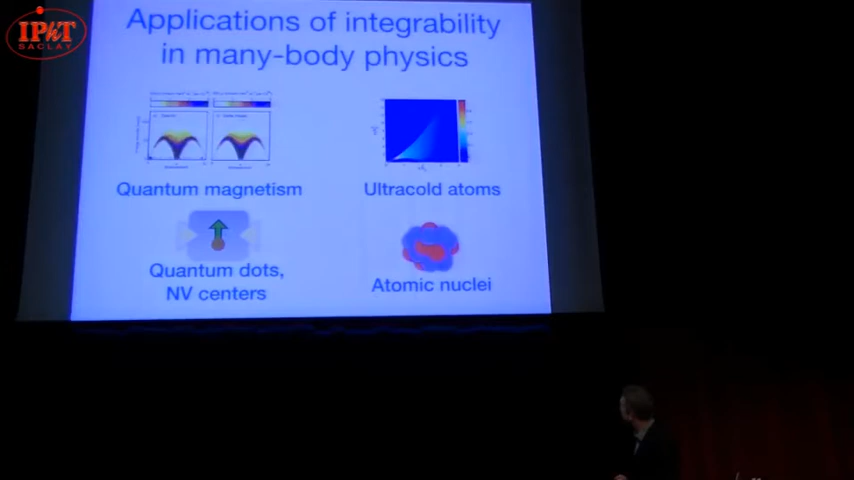 IPhT
SACLAY
Applications of integrability
in many-body physics
Quantum magnetism
Ultracold atoms
Quantum dots,
NV centers
Atomic nuclei